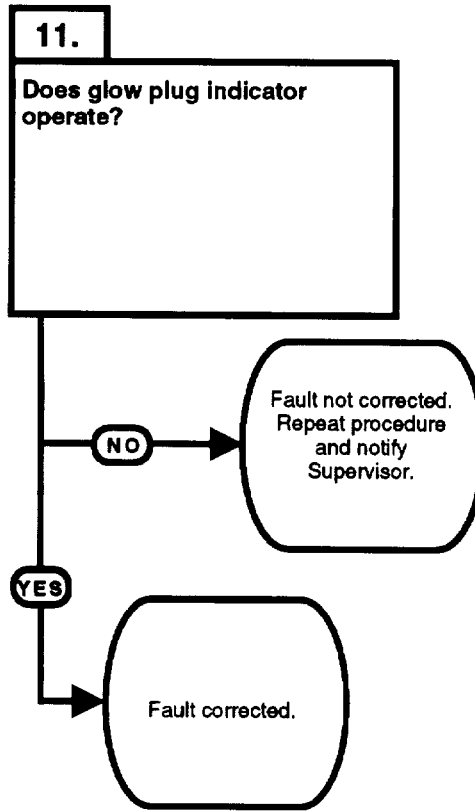 11.
Does glow plug indicator
operate?
Fault not corrected.
Repeat procedure
and notify
Supervisor.
NO
YES
Fault corrected.